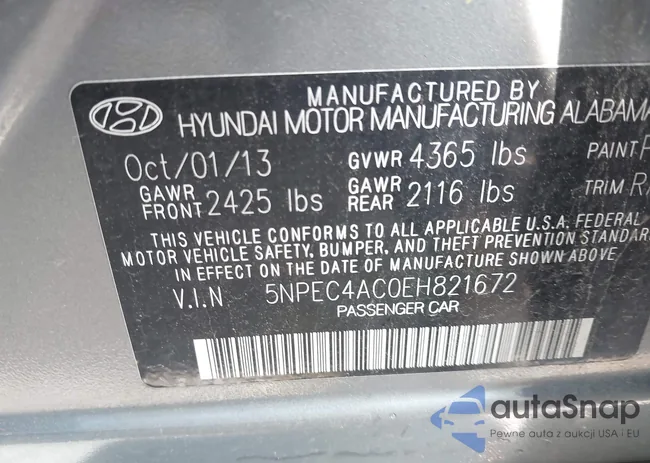 MANUFACTURED BY
HYUNDAI MOTOR MANUFACTURING ALABAMA
Oct/01/13 GVWR 4365 lbs PAINT
GAWR FRONT 2425 lbs GAWR REAR 2116 lbs TRIM
THIS VEHICLE CONFORMS TO ALL APPLICABLE U.S.A. FEDERAL
MOTOR VEHICLE SAFETY, BUMPER, AND THEFT PREVENTION STANDAR
IN EFFECT ON THE DATE OF MANUFACTURE SHOWN ABOVE.
V.I.N 5NPEC4AC0EH821672
PASSENGER CAR
autaSnap
Pewne auta z aukcji USA i EU